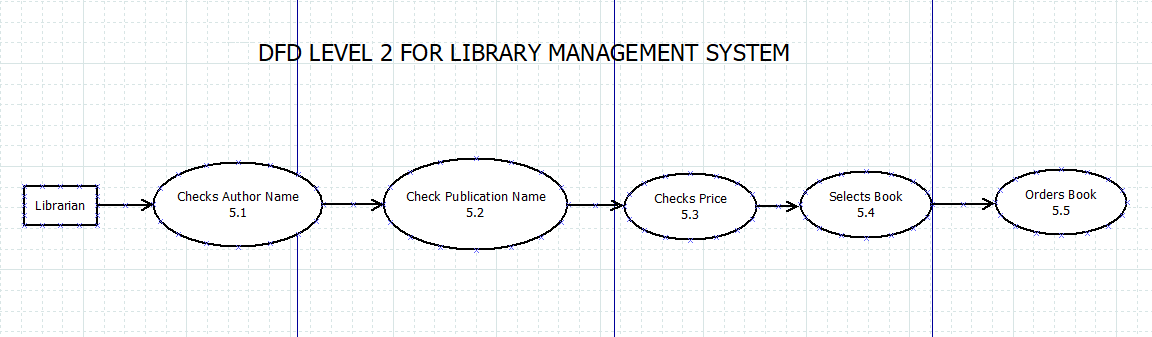 DFD LEVEL 2 FOR LIBRARY MANAGEMENT SYSTEM
Librarian
Checks Author Name
5.1
Check Publication Name
5.2
Checks Price
5.3
Selects Book
5.4
Orders Book
5.5